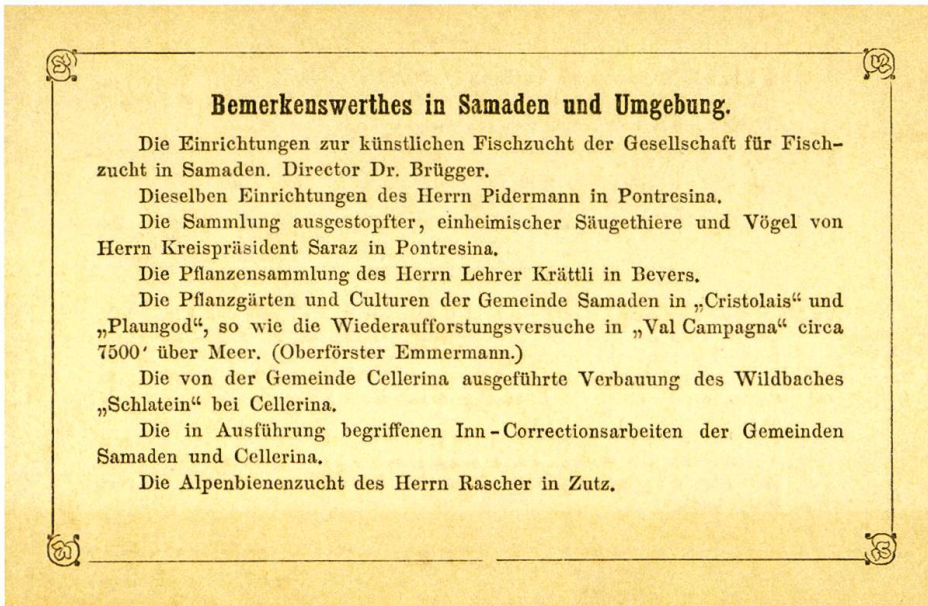 Bemerkenswerthes in Samaden und Umgebung.
Die Einrichtungen zur künstlichen Fischzucht der Gesellschaft für Fisch-
zucht in Samaden. Director Dr. Brügger.
Dieselben Einrichtungen des Herrn Pidermann in Pontresina.
Die Sammlung ausgestopfter, einheimischer Säugethiere und Vögel von
Herrn Kreispräsident Saraz in Pontresina.
Die Pflanzensammlung des Herrn Lehrer Krättli in Bevers.
Die Pflanzgärten und Culturen der Gemeinde Samaden in „Cristolais“ und
„Plaungod“, so wie die Wiederaufforstungsversuche in „Val Campagna“ circa
7500′ über Meer. (Oberförster Emmermann.)
Die von der Gemeinde Cellerina ausgeführte Verbauung des Wildbaches
„Schlatein“ bei Cellerina.
Die in Ausführung begriffenen Inn-Correctionsarbeiten der Gemeinden
Samaden und Cellerina.
Die Alpenbienenzucht des Herrn Rascher in Zutz.